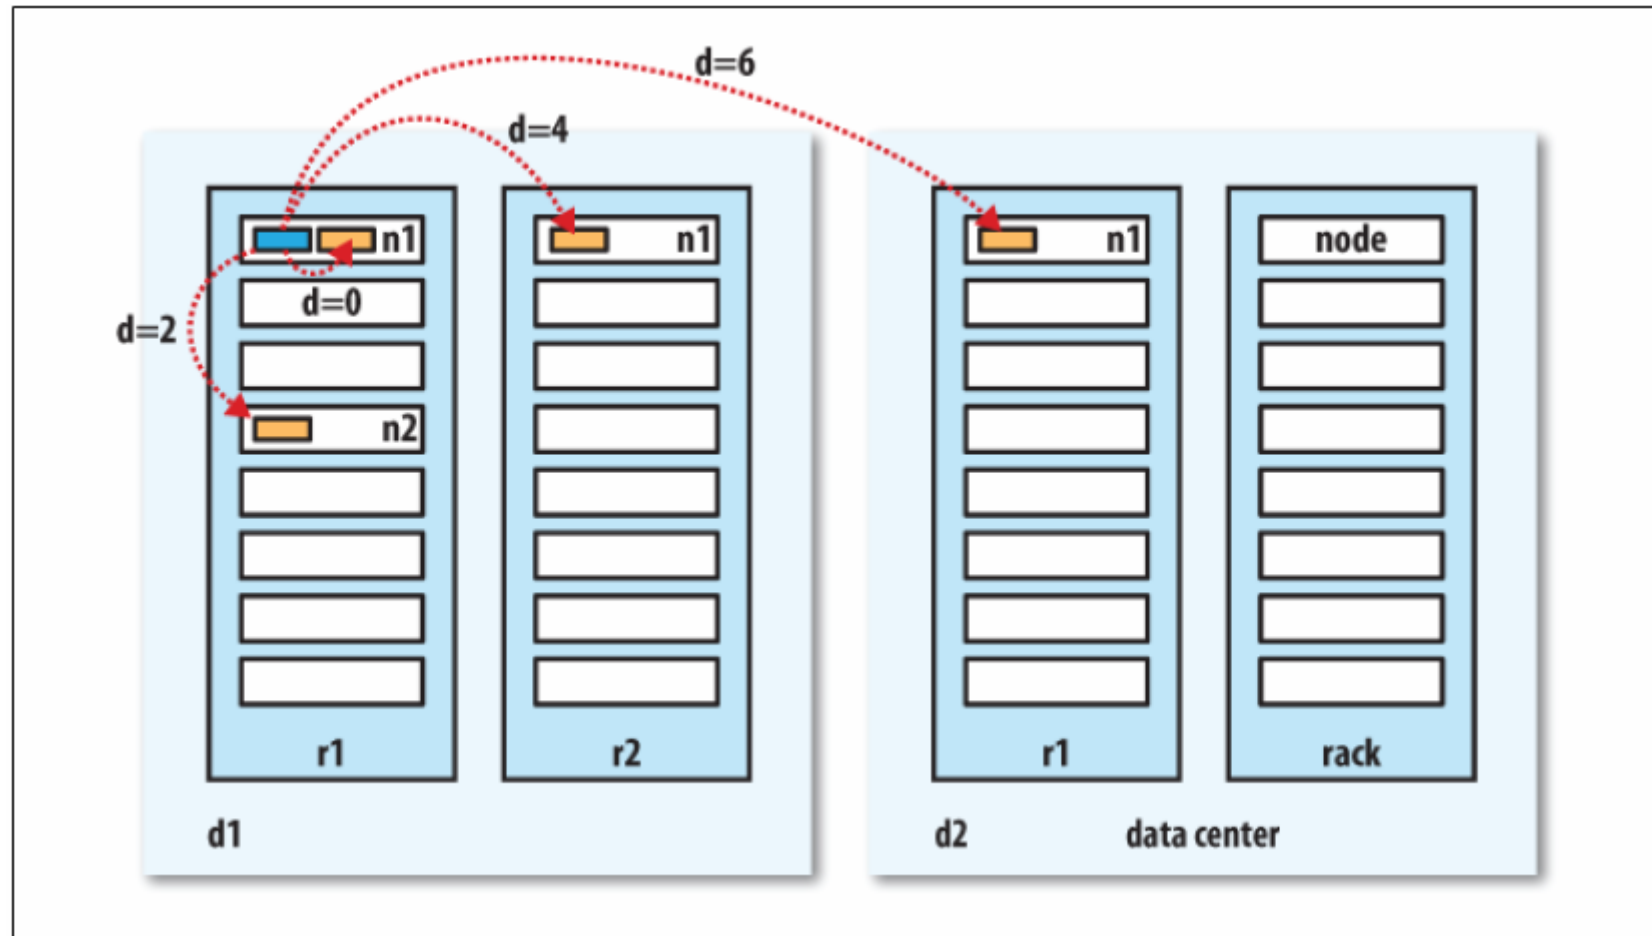 d=6
d=4
n1
n1
n1
node
d=0
d=2
n2
r1
r2
r1
rack
d1
d2
data center